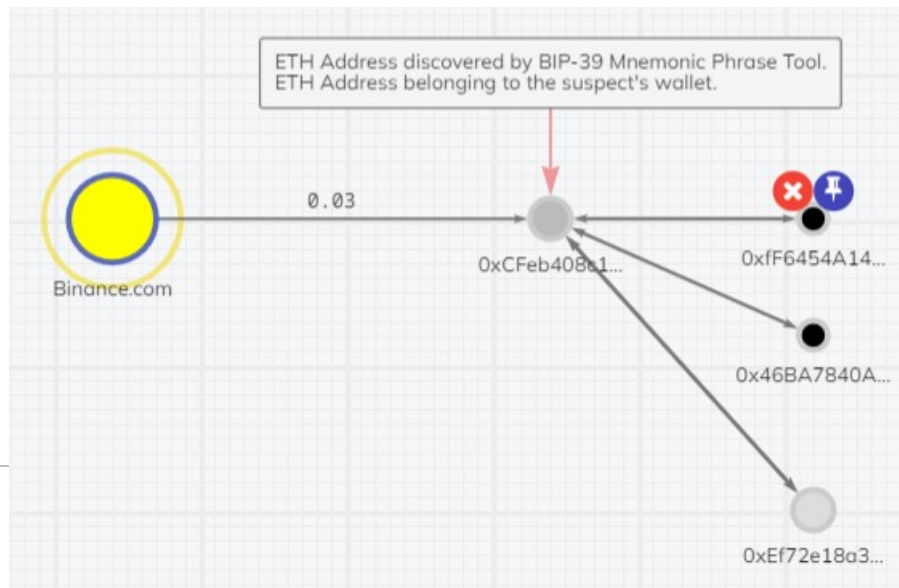 ETH Address discovered by BIP-39 Mnemonic Phrase Tool.
ETH Address belonging to the suspect's wallet.
0.03
Binance.com
0xCFeb408c1...
0xfF6454A14...
0x46BA7840A...
0xEf72e18a3...